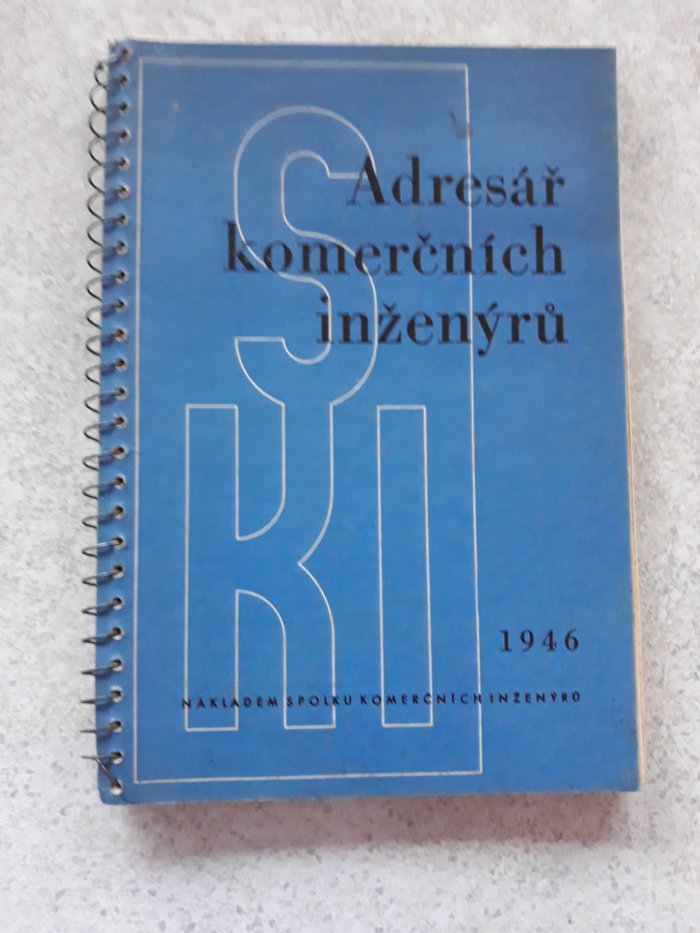 Adresář
komerčních
inženýrů
SKI
1946
NÁKLADEM SPOLKU KOMERČNÍCH INŽENÝRŮ